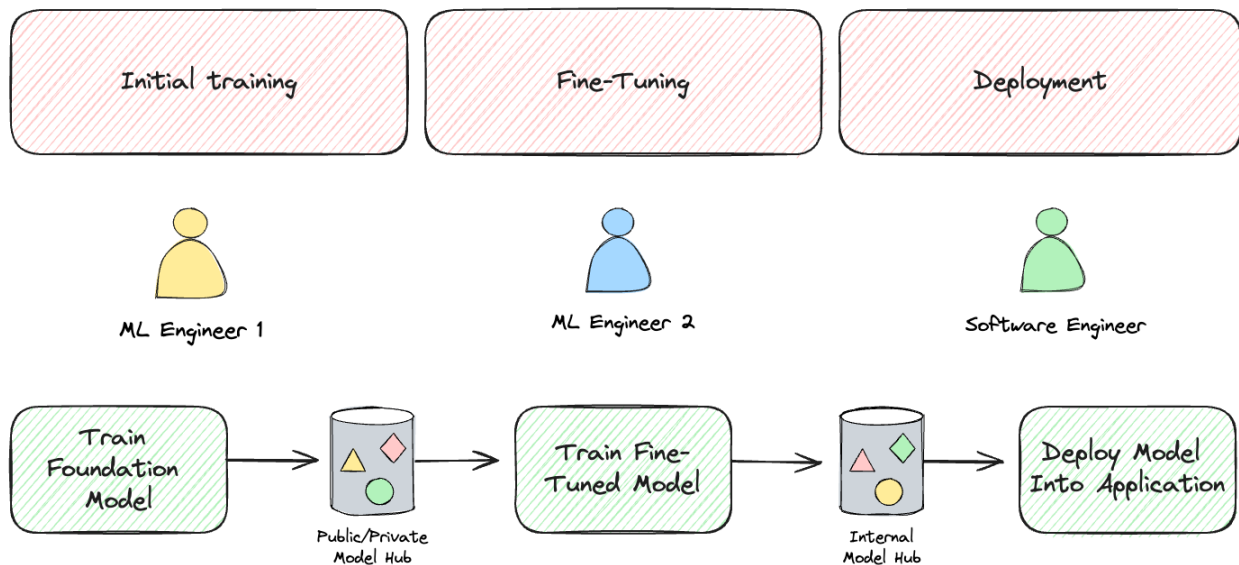 Initial training
Fine-Tuning
Deployment
ML Engineer 1
ML Engineer 2
Software Engineer
Train
Foundation
Model
Public/Private
Model Hub
Train Fine-
Tuned Model
Internal
Model Hub
Deploy Model
Into Application